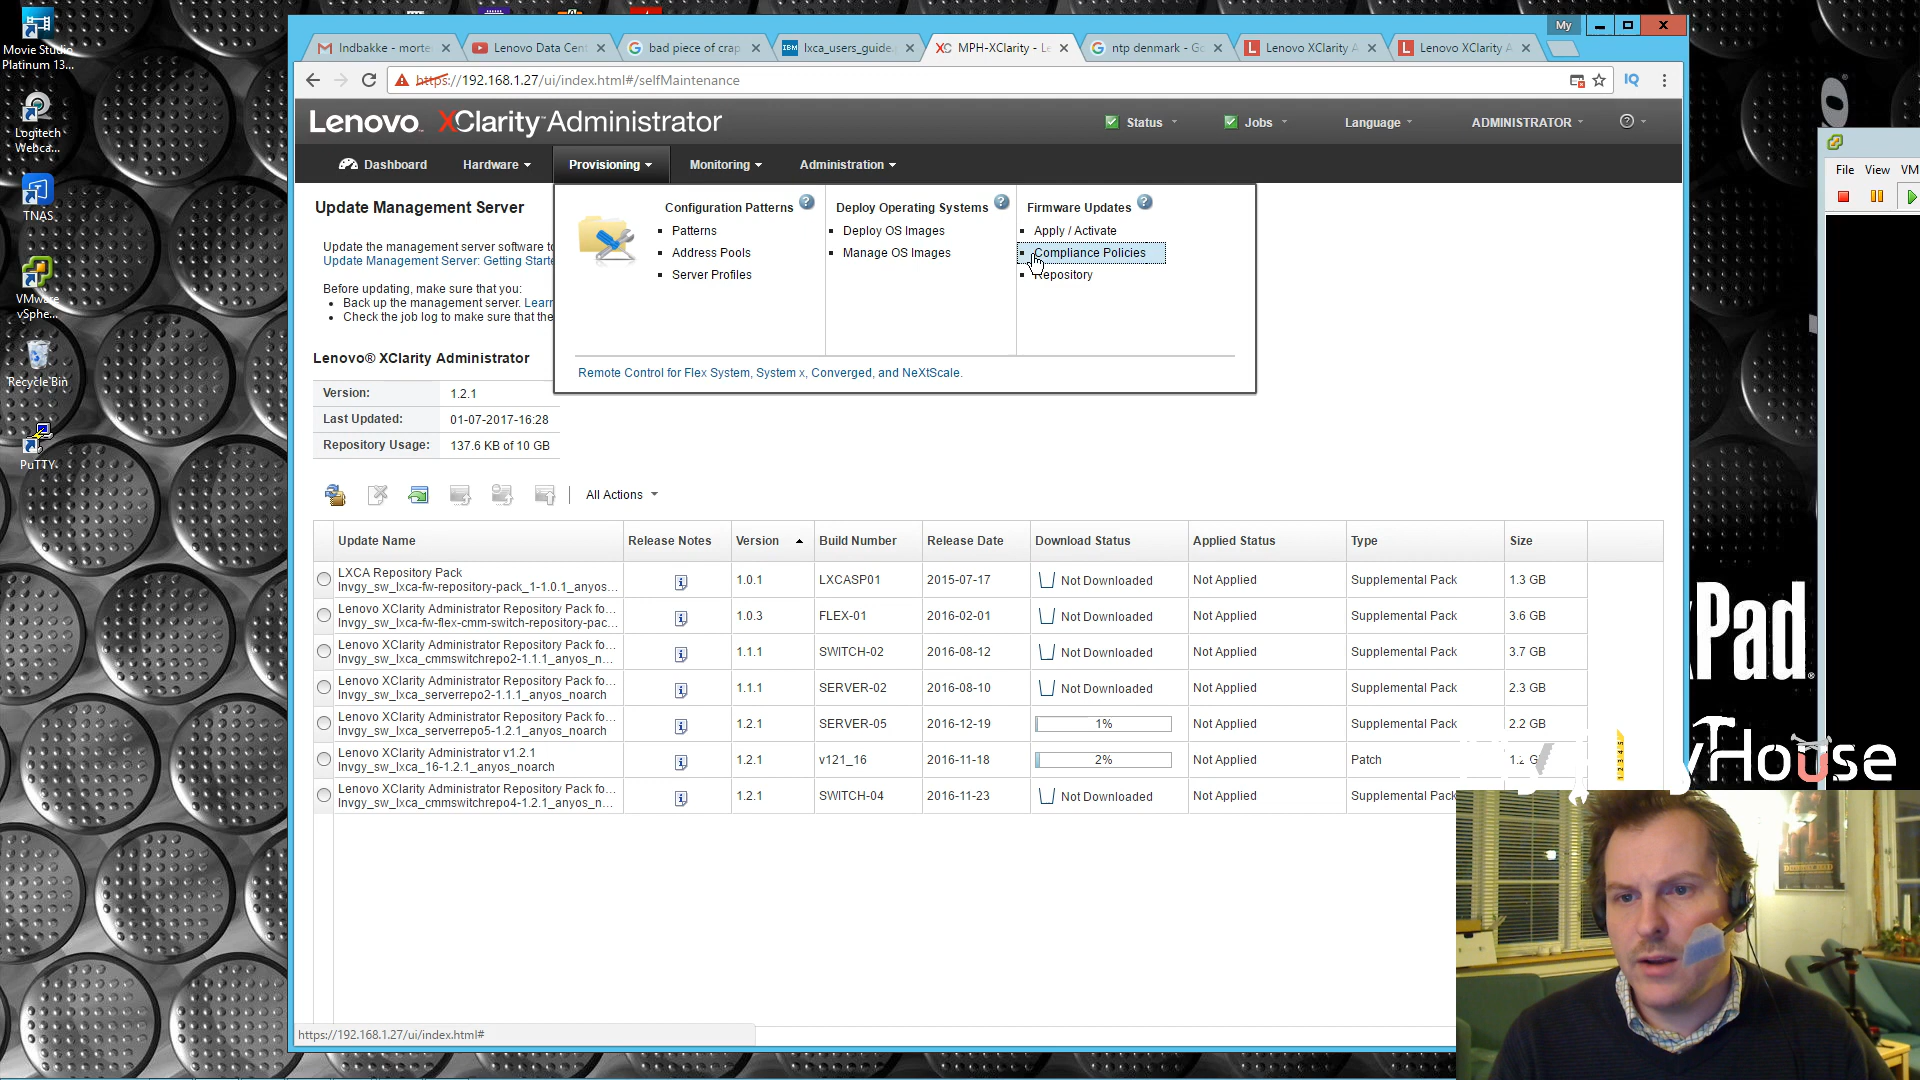 My
Indbakke - morte
Lenovo Data Cen
bad piece of crap
lxca_users_guide.
MPH-XClarity - Le
ntp denmark - Go
Lenovo XClarity A
Lenovo XClarity A
https://192.168.1.27/ui/index.html#/selfMaintenance
Lenovo XClarity Administrator
Status
Jobs
Language
ADMINISTRATOR
Dashboard
Hardware
Provisioning
Monitoring
Administration
Update Management Server
Update the management server software to
Update Management Server: Getting Starte
Before updating, make sure that you:
Back up the management server. Learn
Check the job log to make sure that the
Configuration Patterns
Patterns
Address Pools
Server Profiles
Deploy Operating Systems
Deploy OS Images
Manage OS Images
Firmware Updates
Apply / Activate
Compliance Policies
Repository
Remote Control for Flex System, System x, Converged, and NeXtScale.
Lenovo® XClarity Administrator
Version: 1.2.1
Last Updated: 01-07-2017-16:28
Repository Usage: 137.6 KB of 10 GB
All Actions
Update Name Release Notes Version Build Number Release Date Download Status Applied Status Type Size
LXCA Repository Pack
lnvgy_sw_lxca-fw-repository-pack_1-1.0.1_anyos... 1.0.1 LXCASP01 2015-07-17 Not Downloaded Not Applied Supplemental Pack 1.3 GB
Lenovo XClarity Administrator Repository Pack fo...
lnvgy_sw_lxca-fw-flex-cmm-switch-repository-pac... 1.0.3 FLEX-01 2016-02-01 Not Downloaded Not Applied Supplemental Pack 3.6 GB
Lenovo XClarity Administrator Repository Pack fo...
lnvgy_sw_lxca_cmmswitchrepo2-1.1.1_anyos_n... 1.1.1 SWITCH-02 2016-08-12 Not Downloaded Not Applied Supplemental Pack 3.7 GB
Lenovo XClarity Administrator Repository Pack fo...
lnvgy_sw_lxca_serverrepo2-1.1.1_anyos_noarch 1.1.1 SERVER-02 2016-08-10 Not Downloaded Not Applied Supplemental Pack 2.3 GB
Lenovo XClarity Administrator Repository Pack fo...
lnvgy_sw_lxca_serverrepo5-1.2.1_anyos_noarch 1.2.1 SERVER-05 2016-12-19 1% Not Applied Supplemental Pack 2.2 GB
Lenovo XClarity Administrator v1.2.1
lnvgy_sw_lxca_16-1.2.1_anyos_noarch 1.2.1 v121_16 2016-11-18 2% Not Applied Patch
Lenovo XClarity Administrator Repository Pack fo...
lnvgy_sw_lxca_cmmswitchrepo4-1.2.1_anyos_n... 1.2.1 SWITCH-04 2016-11-23 Not Downloaded Not Applied Supplemental Pack
https://192.168.1.27/ui/index.html#
Movie Studio
Platinum 13...
Logitech
Webca...
TNAS
VMware
vSphe...
Recycle Bin
PuTTY
File View VM
Pad
yHouse